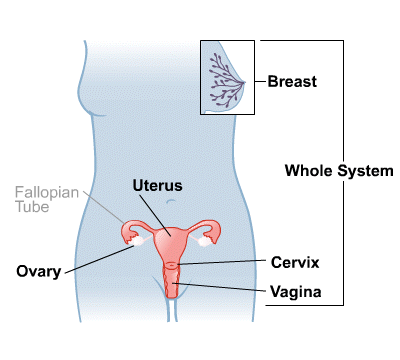 Breast
Whole System
Uterus
Fallopian
Tube
Ovary
Cervix
Vagina